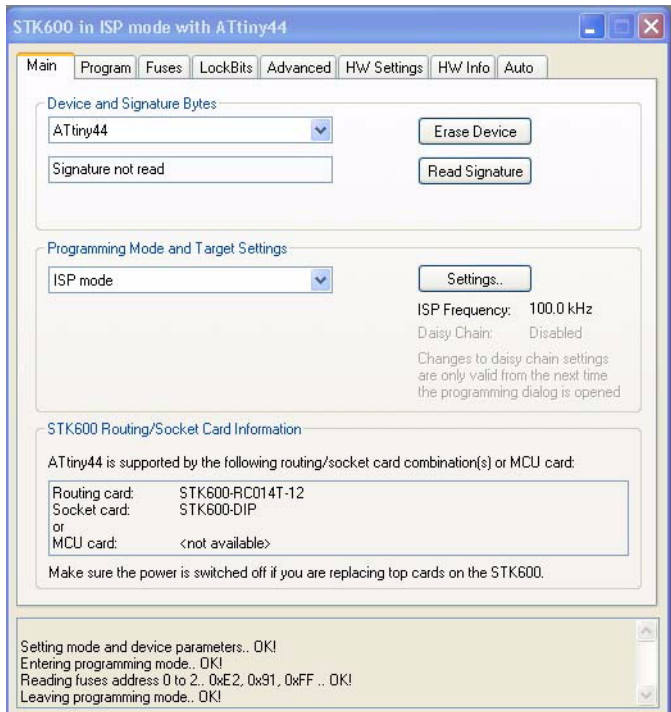 STK600 in ISP mode with ATtiny44
Main Program Fuses LockBits Advanced HW Settings HW Info Auto
Device and Signature Bytes
ATtiny44
Erase Device
Signature not read
Read Signature
Programming Mode and Target Settings
ISP mode
Settings..
ISP Frequency: 100.0 kHz
Daisy Chain: Disabled
Changes to daisy chain settings
are only valid from the next time
the programming dialog is opened
STK600 Routing/Socket Card Information
ATtiny44 is supported by the following routing/socket card combination(s) or MCU card:
Routing card: STK600-RC014T-12
Socket card: STK600-DIP
or
MCU card: <not available>
Make sure the power is switched off if you are replacing top cards on the STK600.
Setting mode and device parameters.. OK!
Entering programming mode.. OK!
Reading fuses address 0 to 2.. 0xE2, 0x91, 0xFF .. OK!
Leaving programming mode.. OK!